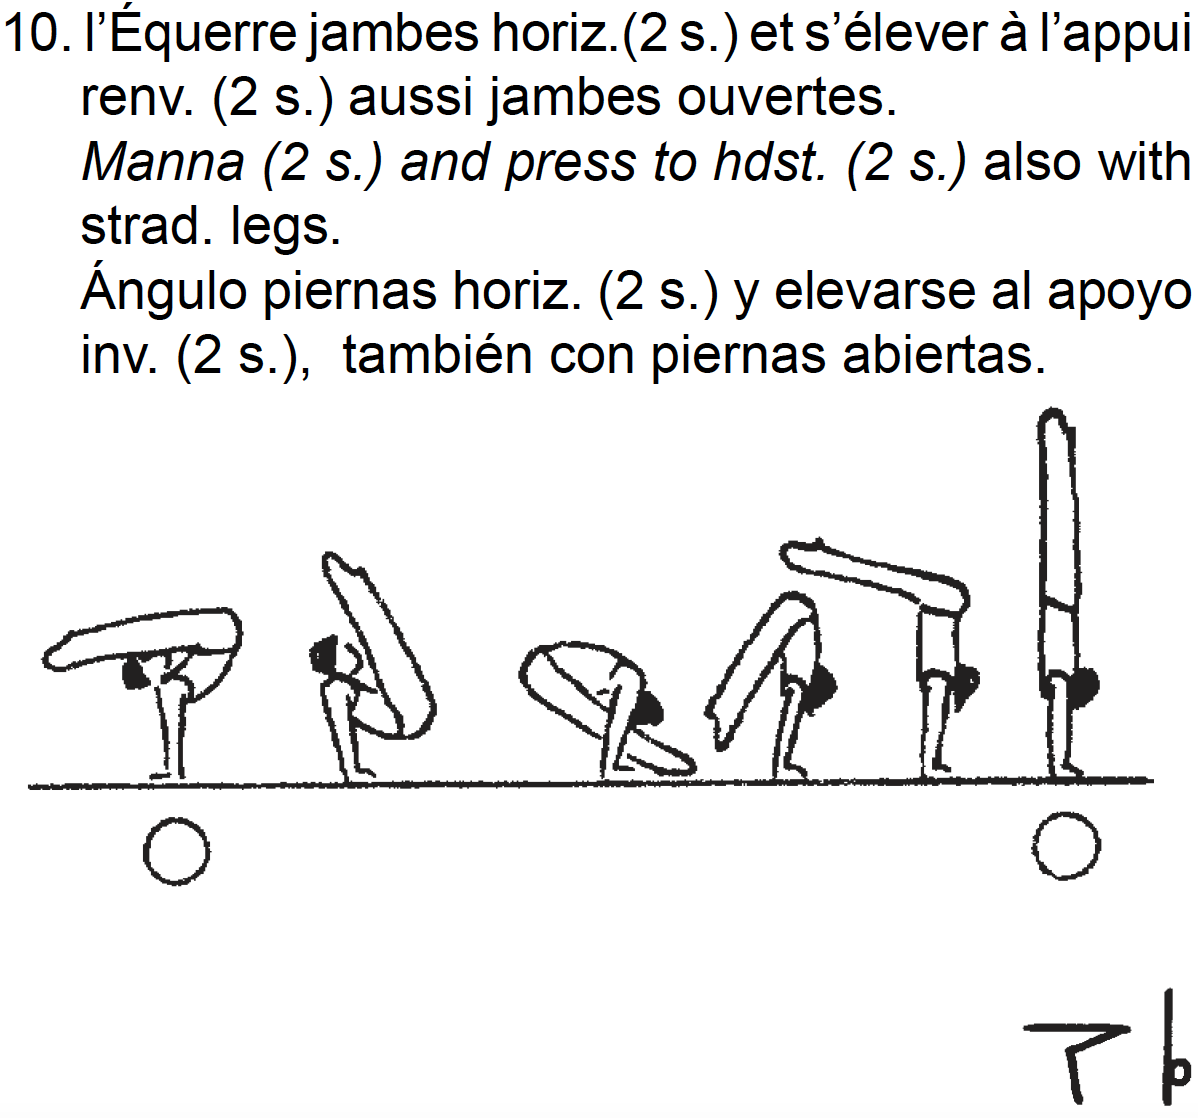 10. l’Équerre jambes horiz.(2 s.) et s’élever à l’appui
renv. (2 s.) aussi jambes ouvertes.
Manna (2 s.) and press to hdst. (2 s.) also with
strad. legs.
Ángulo piernas horiz. (2 s.) y elevarse al apoyo
inv. (2 s.),  también con piernas abiertas.